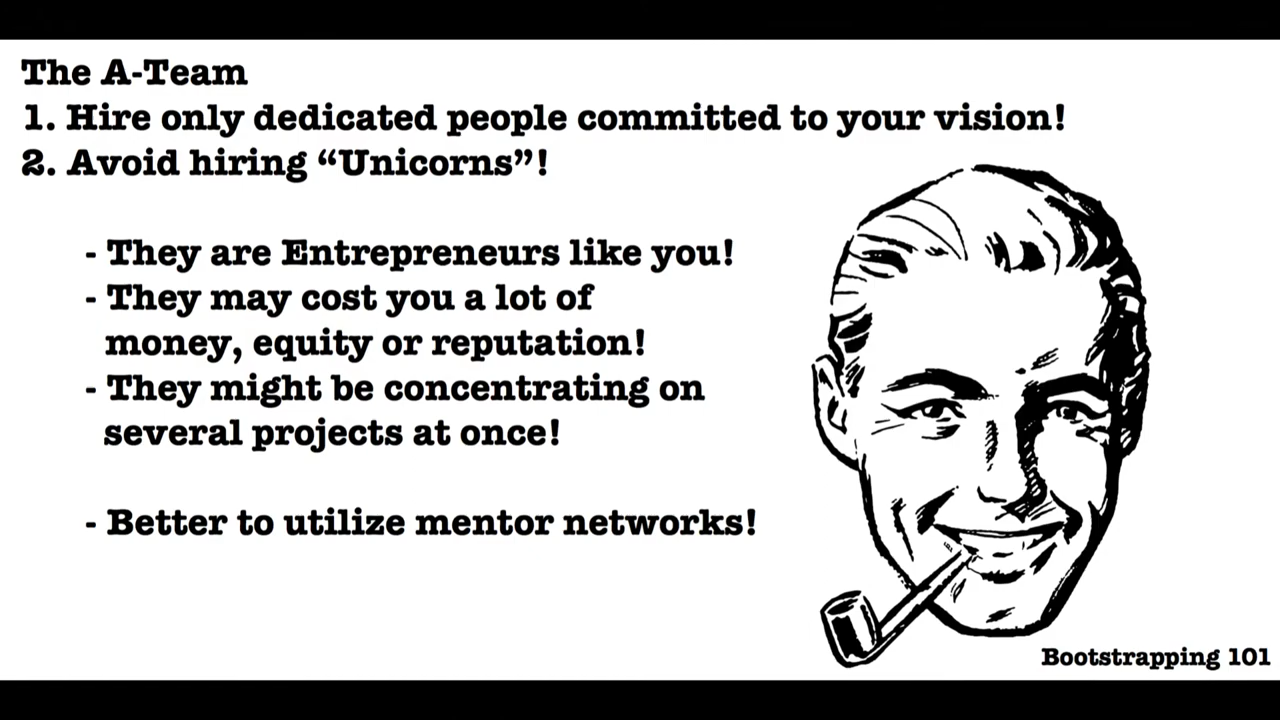 The A-Team
1. Hire only dedicated people committed to your vision!
2. Avoid hiring “Unicorns”!
- They are Entrepreneurs like you!
- They may cost you a lot of
money, equity or reputation!
- They might be concentrating on
several projects at once!
- Better to utilize mentor networks!
Bootstrapping 101